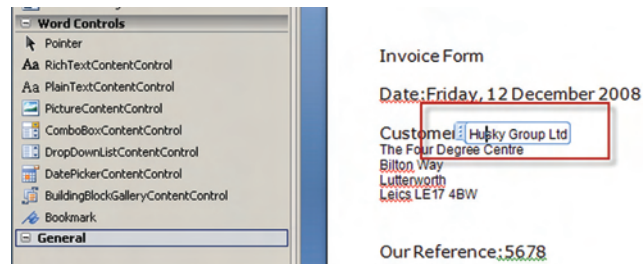 Word Controls
Pointer
RichTextContentControl
PlainTextContentControl
PictureContentControl
ComboBoxContentControl
DropDownListContentControl
DatePickerContentControl
BuildingBlockGalleryContentControl
Bookmark
General
Invoice Form
Date:Friday, 12 December 2008
Customer Husky Group Ltd
The Four Degree Centre
Bilton Way
Lutterworth
Leics LE17 4BW
Our Reference:5678